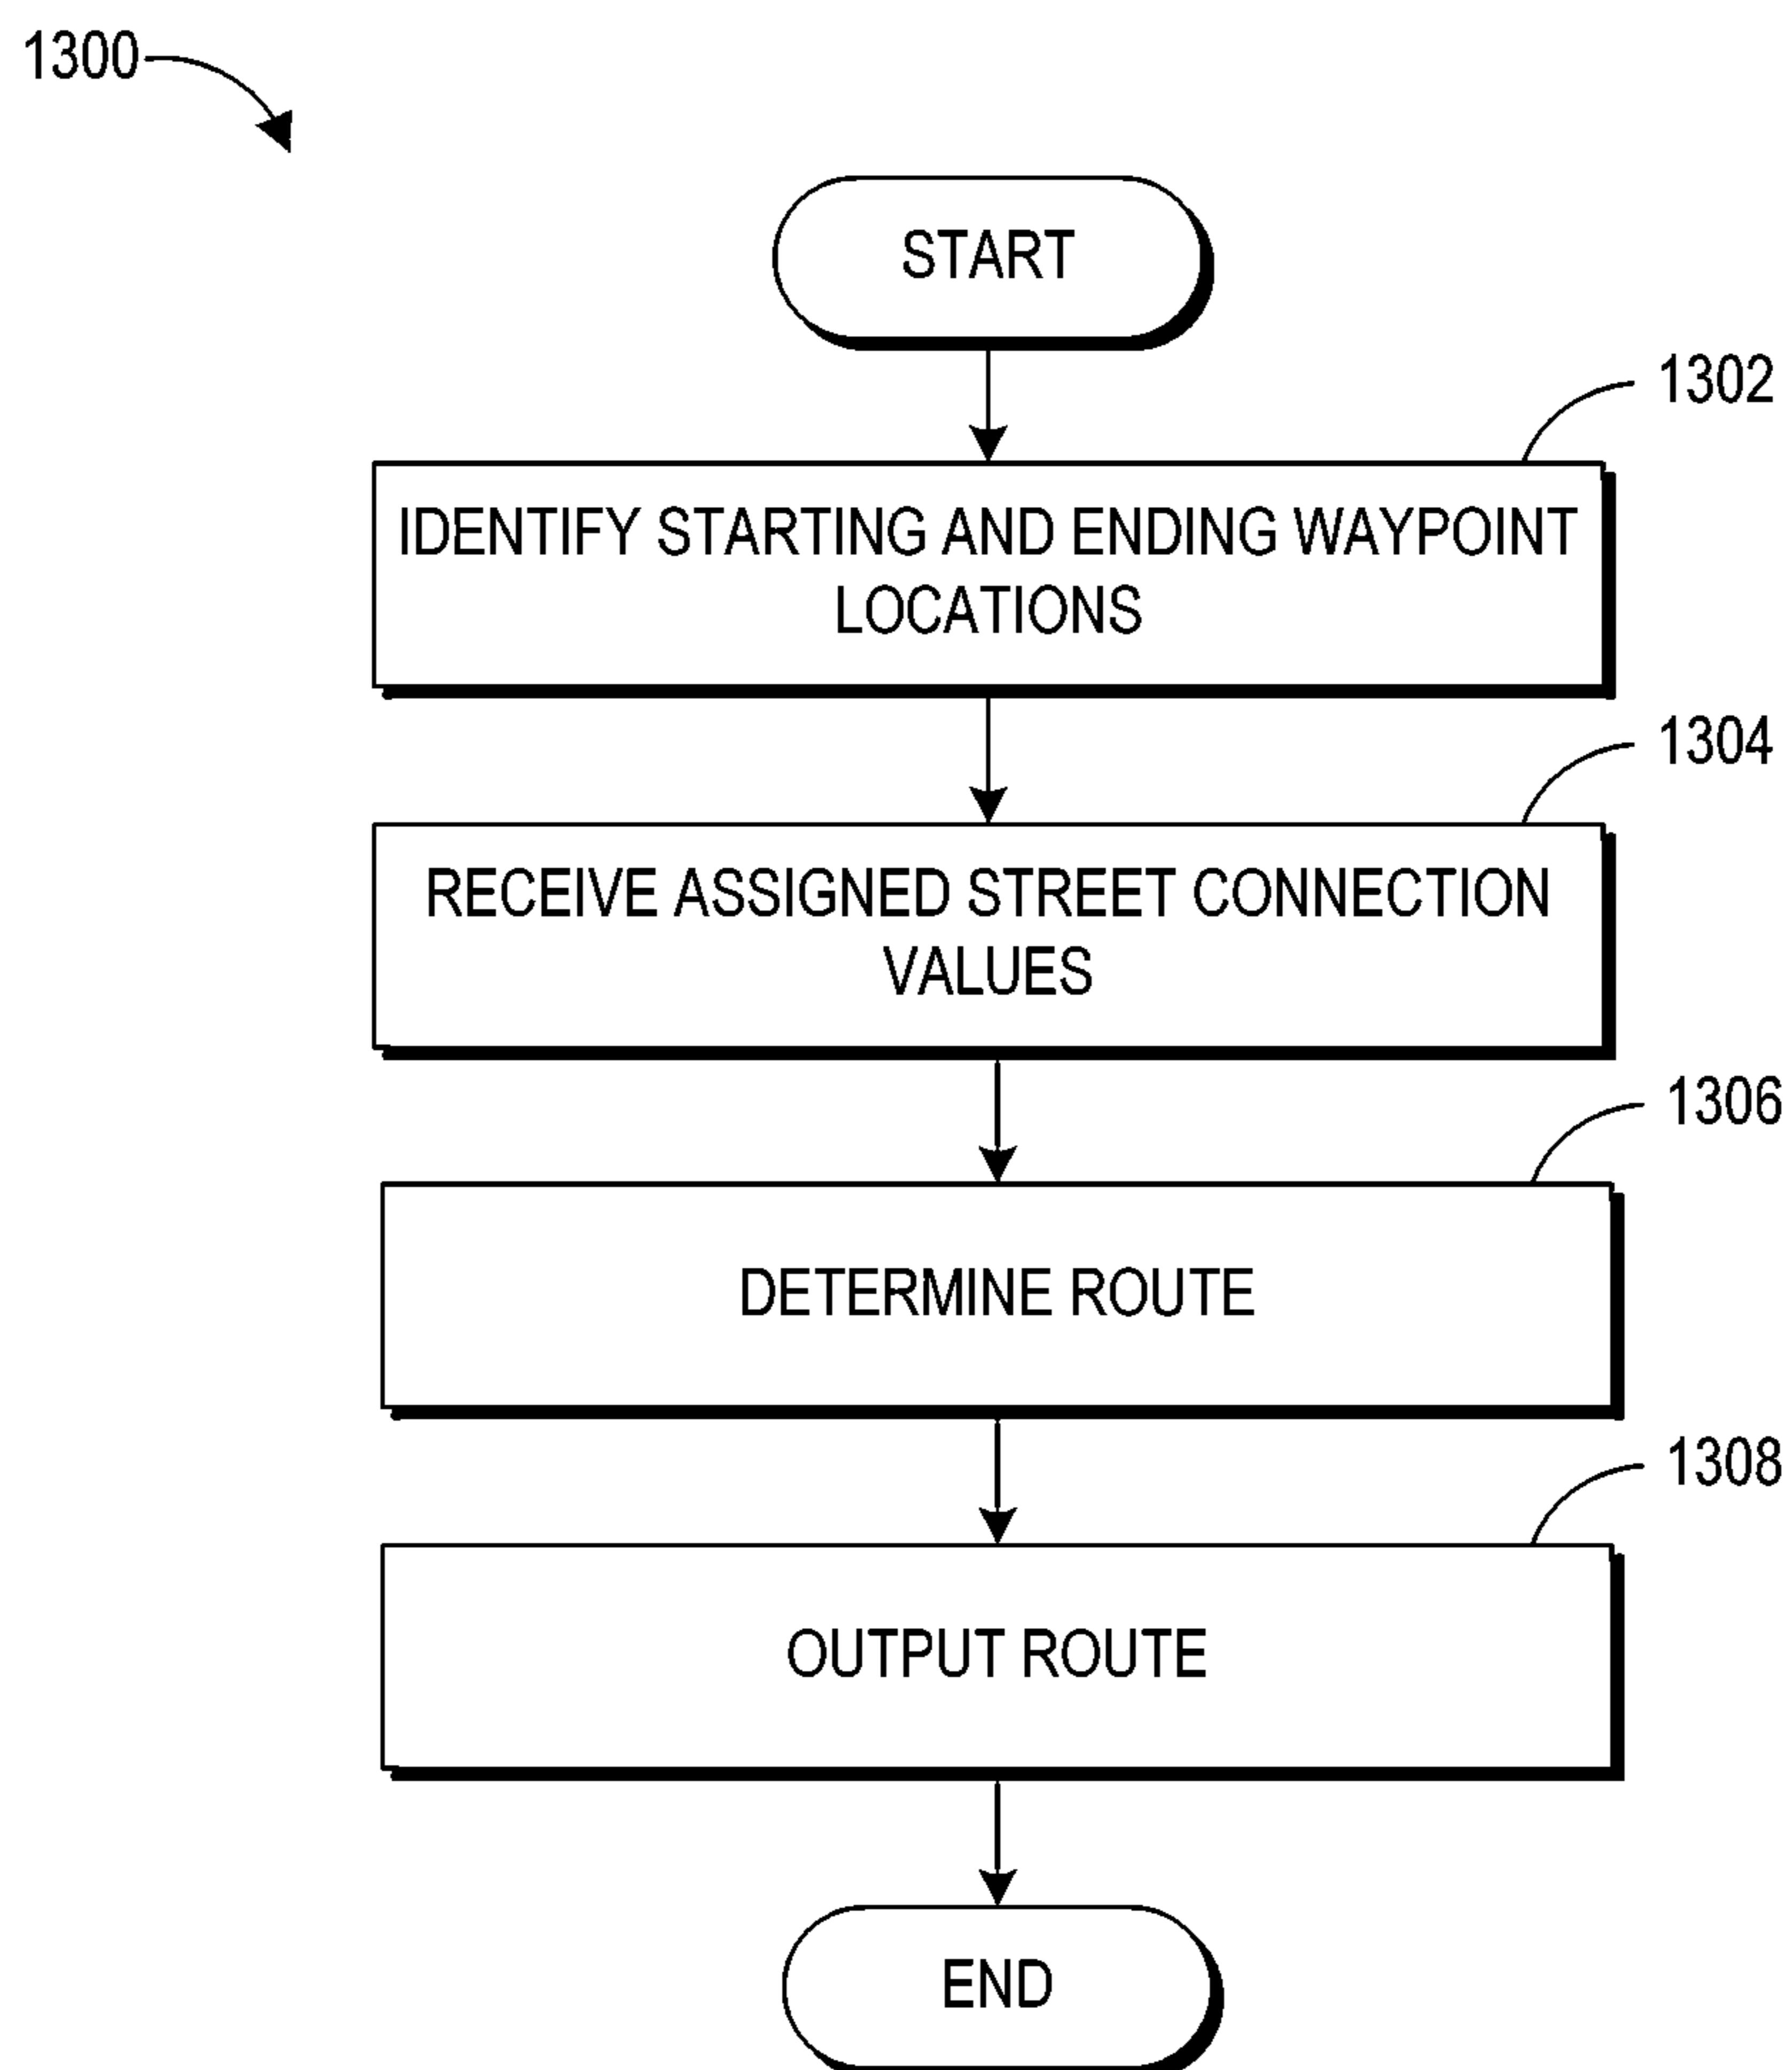 1300
START
1302
IDENTIFY STARTING AND ENDING WAYPOINT
LOCATIONS
1304
RECEIVE ASSIGNED STREET CONNECTION
VALUES
1306
DETERMINE ROUTE
1308
OUTPUT ROUTE
END